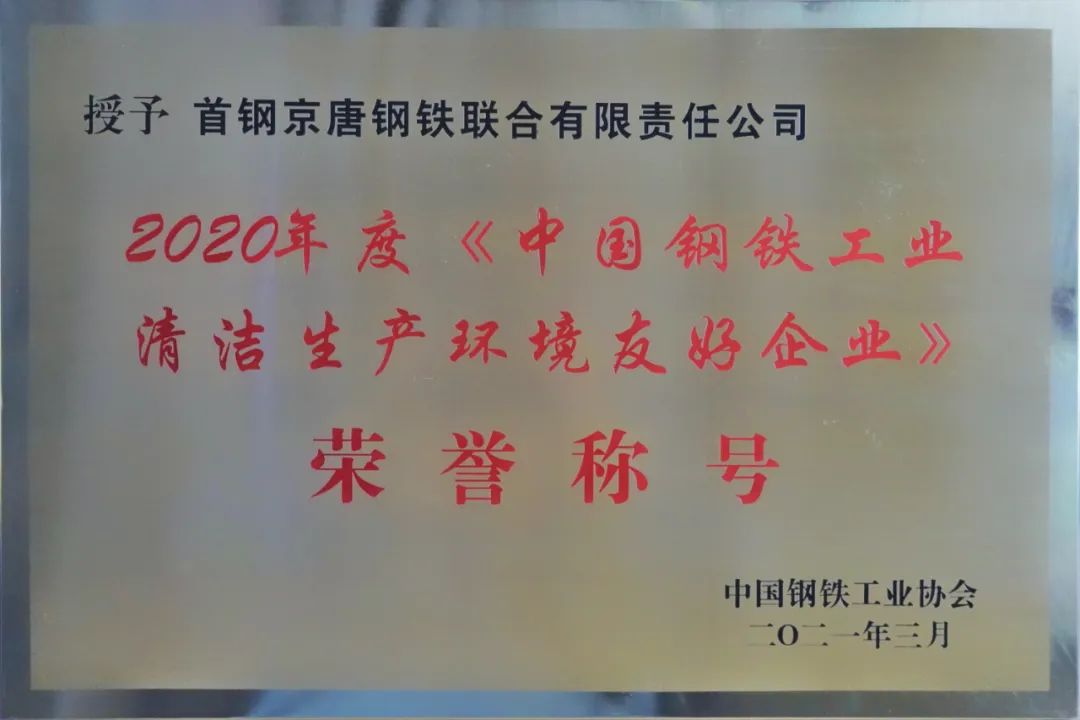 授予 首钢京唐钢铁联合有限责任公司
2020年度《中国钢铁工业
清洁生产环境友好企业》
荣誉称号
中国钢铁工业协会
二O二一年三月